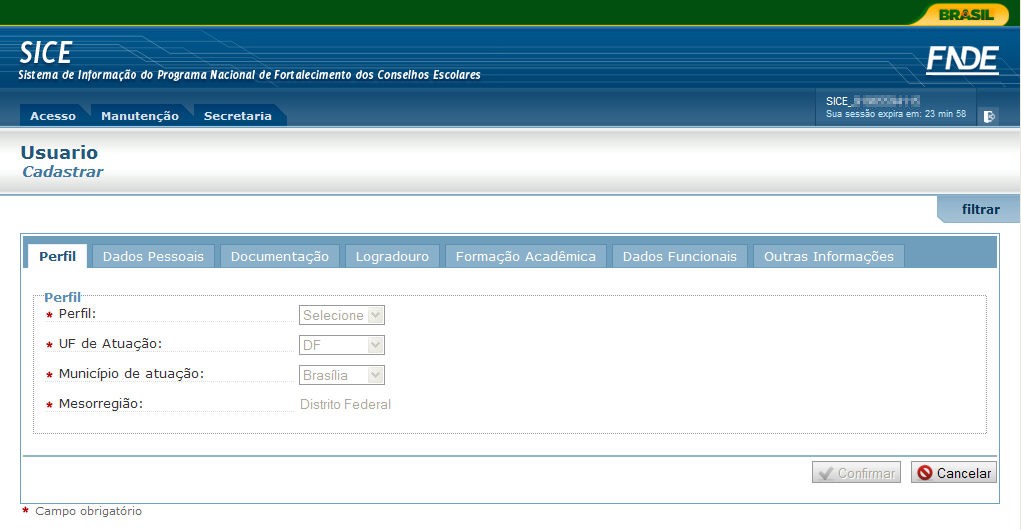 BRASIL
SICE
Sistema de Informação do Programa Nacional de Fortalecimento dos Conselhos Escolares
FNDE
Acesso Manutenção Secretaria
SICE_
Sua sessão expira em: 23 min 58
Usuario
Cadastrar
filtrar
Perfil Dados Pessoais Documentação Logradouro Formação Acadêmica Dados Funcionais Outras Informações
Perfil
* Perfil: Selecione
* UF de Atuação: DF
* Município de atuação: Brasília
* Mesorregião: Distrito Federal
Confirmar Cancelar
* Campo obrigatório